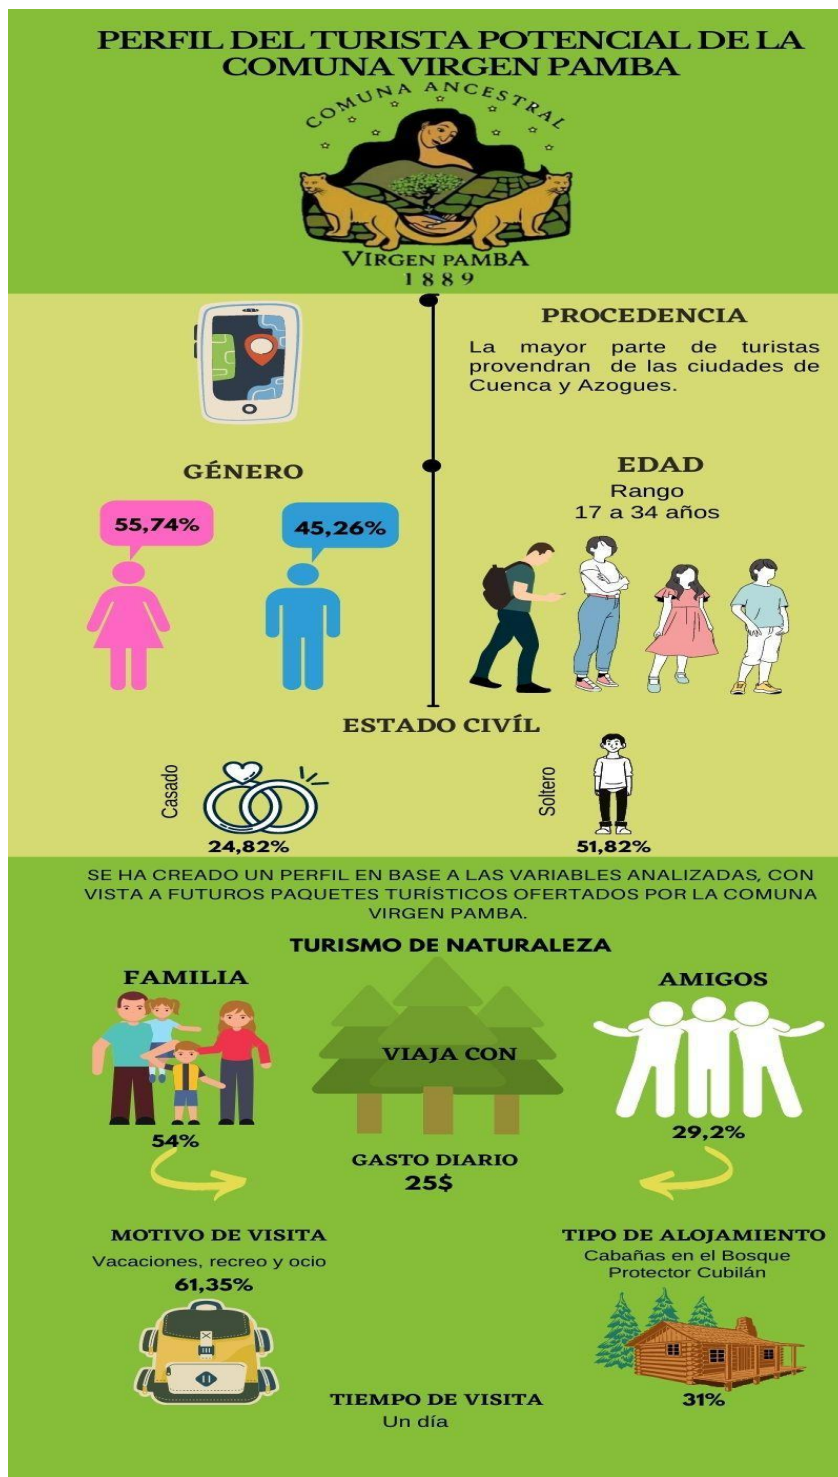 PERFIL DEL TURISTA POTENCIAL DE LA
COMUNA VIRGEN PAMBA
COMUNA ANCESTRAL
VIRGEN PAMBA
1889
PROCEDENCIA
La mayor parte de turistas
provendran de las ciudades de
Cuenca y Azogues.
GÉNERO
55,74%
45,26%
EDAD
Rango
17 a 34 años
ESTADO CIVÍL
Casado
24,82%
Soltero
51,82%
SE HA CREADO UN PERFIL EN BASE A LAS VARIABLES ANALIZADAS, CON
VISTA A FUTUROS PAQUETES TURÍSTICOS OFERTADOS POR LA COMUNA
VIRGEN PAMBA.
TURISMO DE NATURALEZA
FAMILIA
54%
VIAJA CON
AMIGOS
29,2%
GASTO DIARIO
25$
MOTIVO DE VISITA
Vacaciones, recreo y ocio
61,35%
TIPO DE ALOJAMIENTO
Cabañas en el Bosque
Protector Cubilán
31%
TIEMPO DE VISITA
Un día